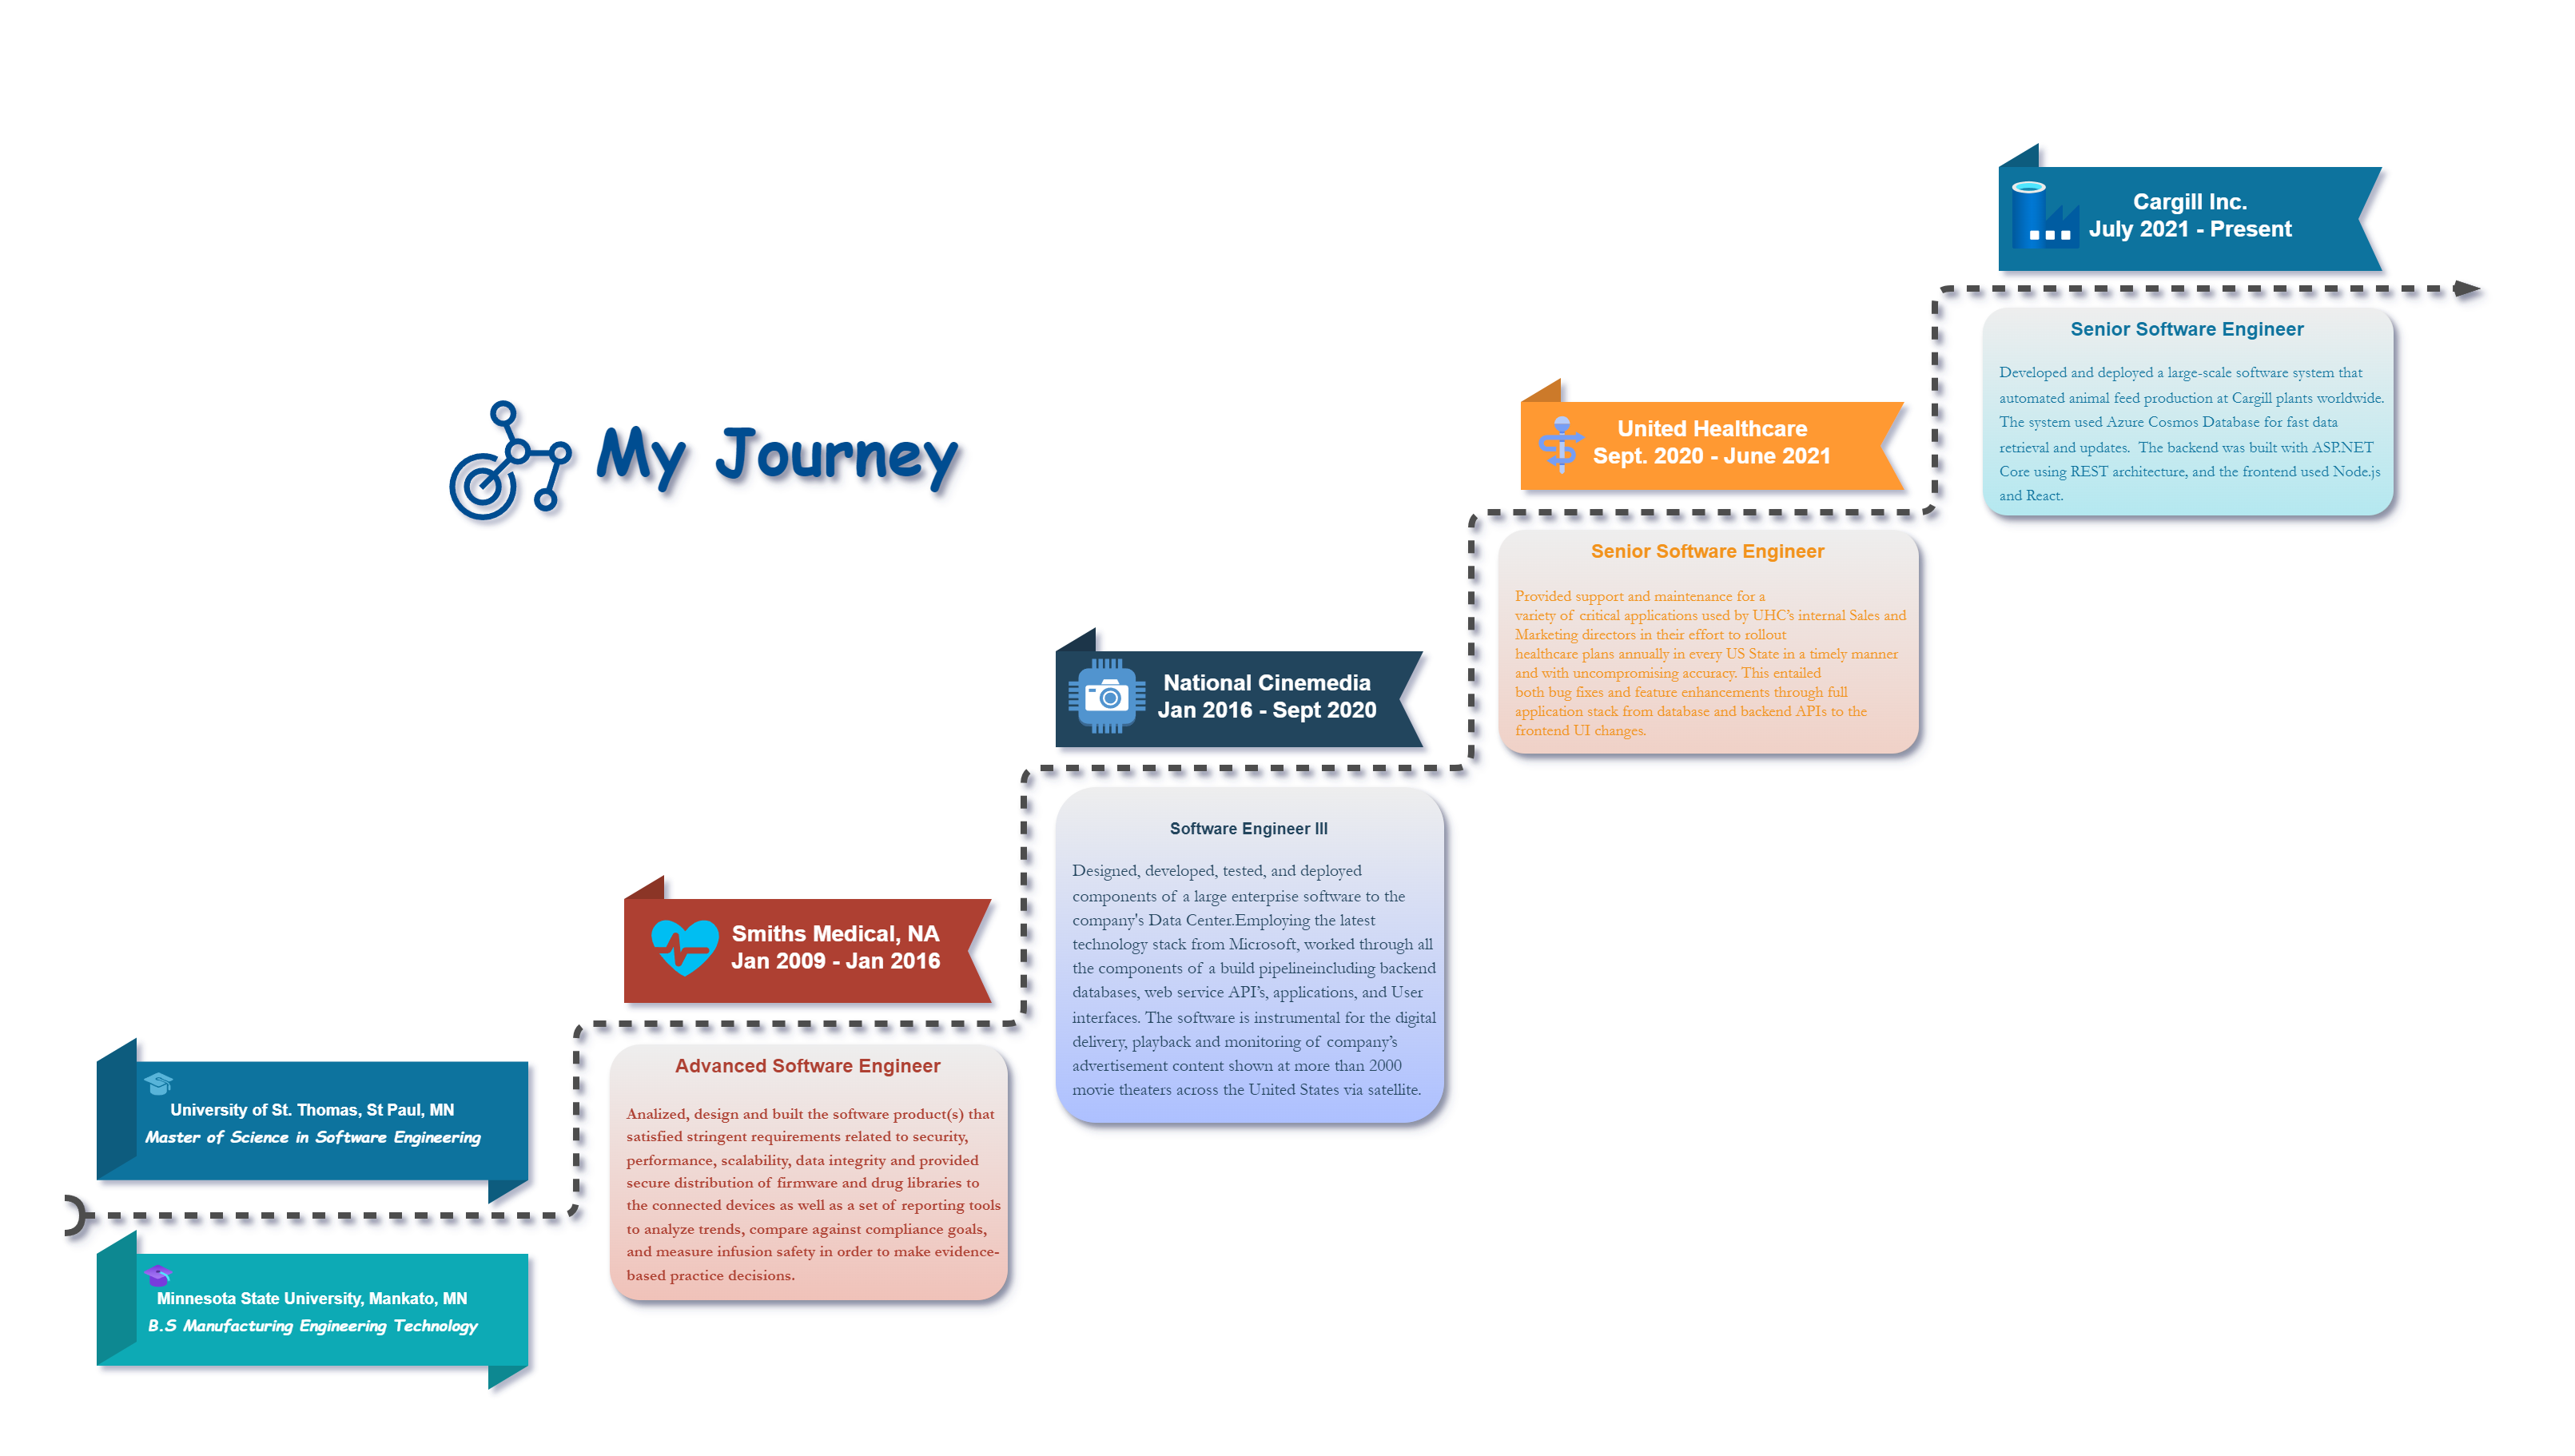 My Journey
University of St. Thomas, St Paul, MN
Master of Science in Software Engineering
Minnesota State University, Mankato, MN
B.S Manufacturing Engineering Technology
Smiths Medical, NA
Jan 2009 - Jan 2016
Advanced Software Engineer
Analized, design and built the software product(s) that
satisfied stringent requirements related to security,
performance, scalability, data integrity and provided
secure distribution of firmware and drug libraries to
the connected devices as well as a set of reporting tools
to analyze trends, compare against compliance goals,
and measure infusion safety in order to make evidence-
based practice decisions.
National Cinemedia
Jan 2016 - Sept 2020
Software Engineer III
Designed, developed, tested, and deployed
components of a large enterprise software to the
company's Data Center.Employing the latest
technology stack from Microsoft, worked through all
the components of a build pipelineincluding backend
databases, web service API’s, applications, and User
interfaces. The software is instrumental for the digital
delivery, playback and monitoring of company’s
advertisement content shown at more than 2000
movie theaters across the United States via satellite.
United Healthcare
Sept. 2020 - June 2021
Senior Software Engineer
Provided support and maintenance for a
variety of critical applications used by UHC’s internal Sales and
Marketing directors in their effort to rollout
healthcare plans annually in every US State in a timely manner
and with uncompromising accuracy. This entailed
both bug fixes and feature enhancements through full
application stack from database and backend APIs to the
frontend UI changes.
Cargill Inc.
July 2021 - Present
Senior Software Engineer
Developed and deployed a large-scale software system that
automated animal feed production at Cargill plants worldwide.
The system used Azure Cosmos Database for fast data
retrieval and updates. The backend was built with ASP.NET
Core using REST architecture, and the frontend used Node.js
and React.